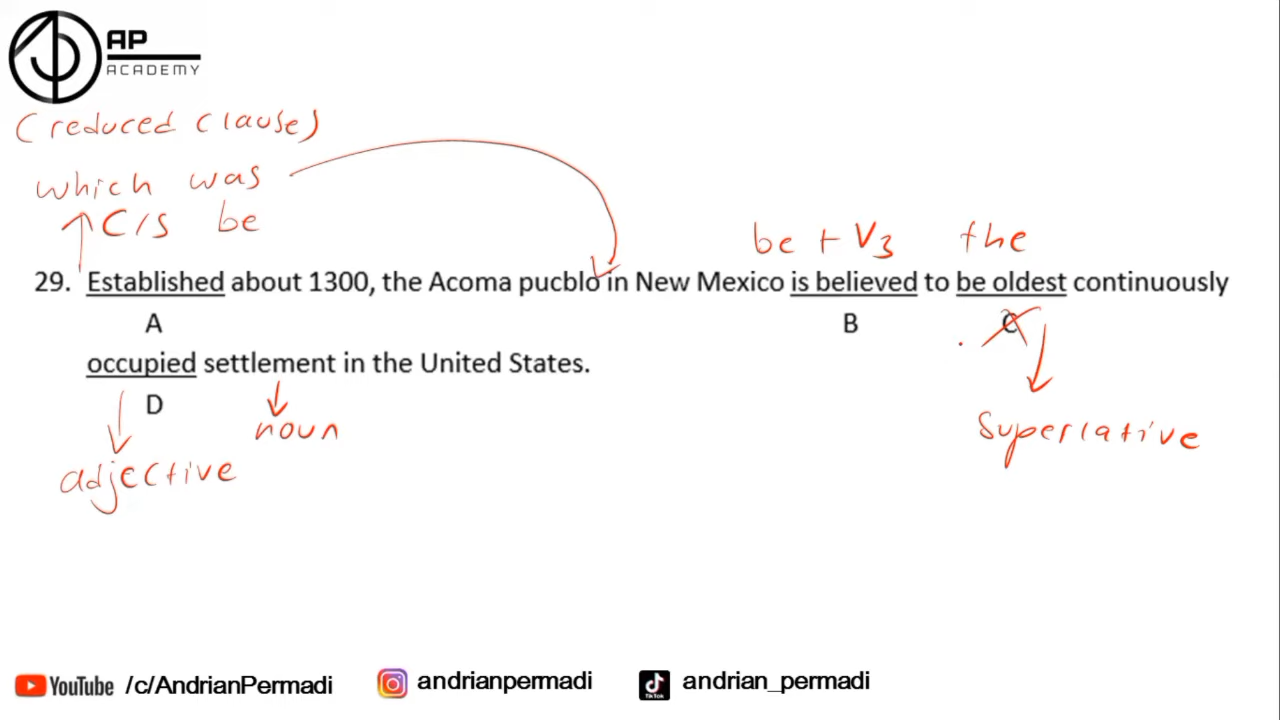 AP
ACADEMY
(reduced clause)
which was
C/S be
be + V3 the
29. Established about 1300, the Acoma pucblo in New Mexico is believed to be oldest continuously
A B C
occupied settlement in the United States.
D
noun
adjective
Superlative
YouTube /c/AndrianPermadi andrianpermadi TikTok andrian_permadi